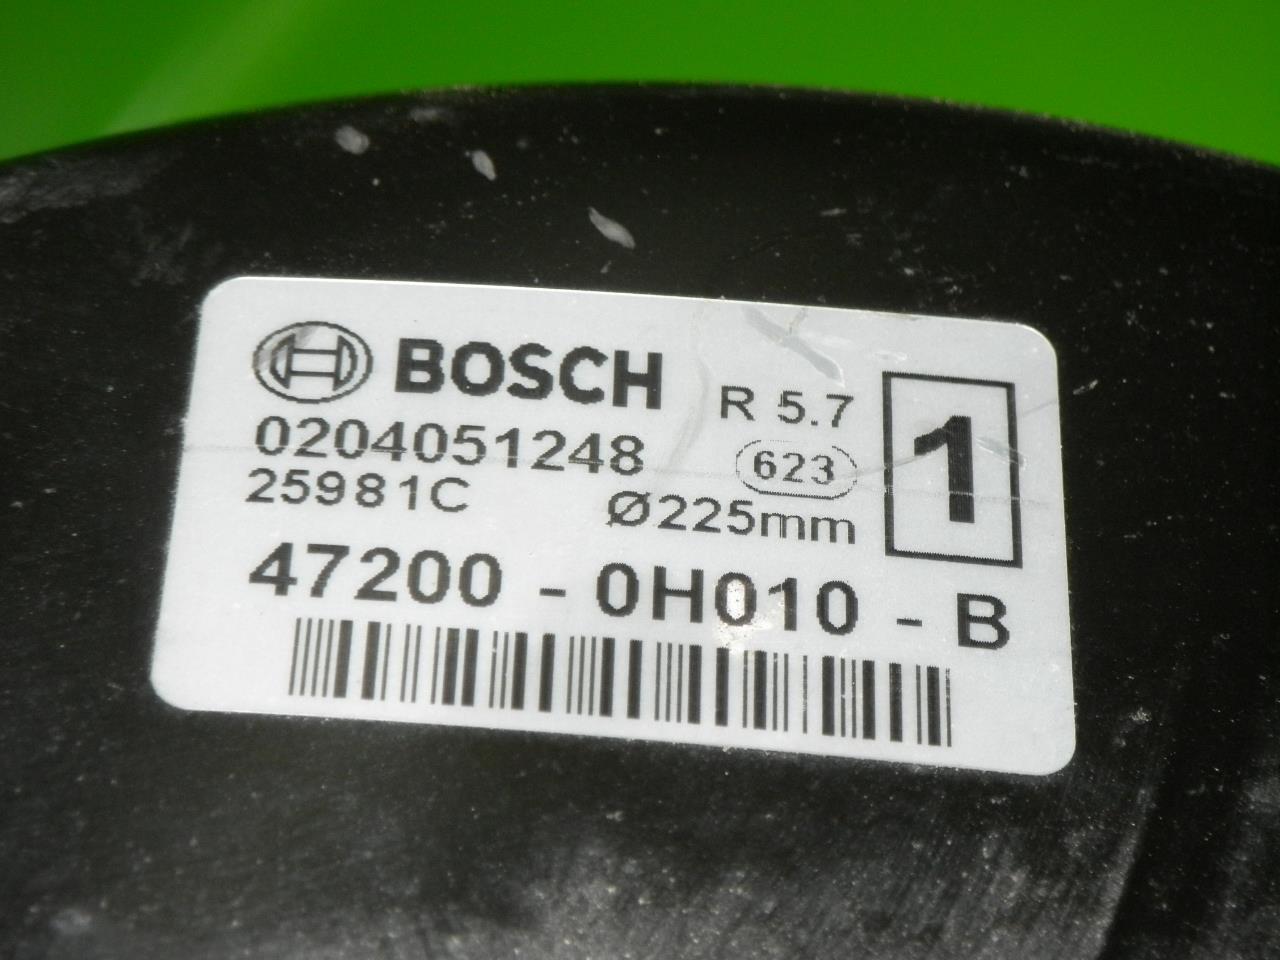 BOSCH
R 5.7
1
0204051248
623
25981C
Ø225mm
47200 - 0H010 - B